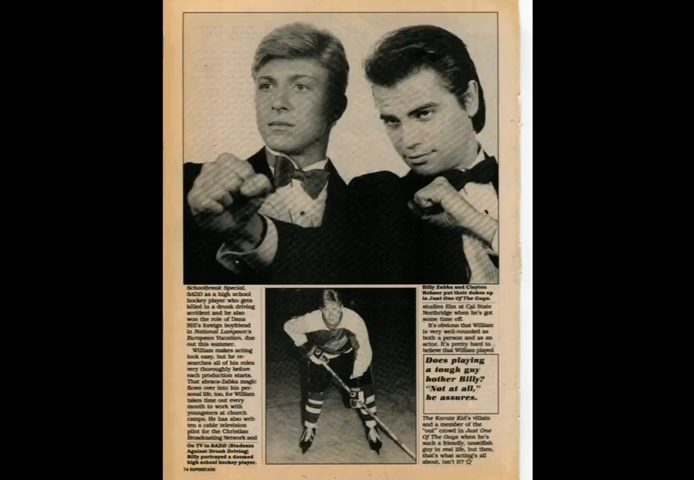 Schoolbreak Special,
SADD as a high school
hockey player who gets
killed in a drunk driving
accident and he also
won the role of Dana
Hill's foreign boyfriend
in National Lampoon's
European Vacation, due
out this summer.
William makes acting
look easy, but he re-
searches all of his roles
very thoroughly before
each production starts.
That abraca-Zabka magic
flows over into his per-
sonal life, too, for William
takes time out every
month to work with
youngsters at church
camps. He has also writ-
ten a cable television
pilot for the Christian
Broadcasting Network and
On TV in SADD (Students
Against Drunk Driving)
Billy portrayed a doomed
high school hockey player.
74 SUPERSTARS
Billy Zabka and Clayton
Rohner put their dukes up
in Just One Of The Guys.
studies film at Cal State
Northridge when he's got
some time off.
It's obvious that William
is very well-rounded as
both a person and as an
actor. It's pretty hard to
believe that William played
Does playing
a tough guy
bother Billy?
"Not at all,"
he assures.
The Karate Kid's villain
and a member of the
"out" crowd in Just One
Of The Guys when he's
such a friendly, unselfish
guy in real life, but then,
that's what acting's all
about, isn't it? ☆